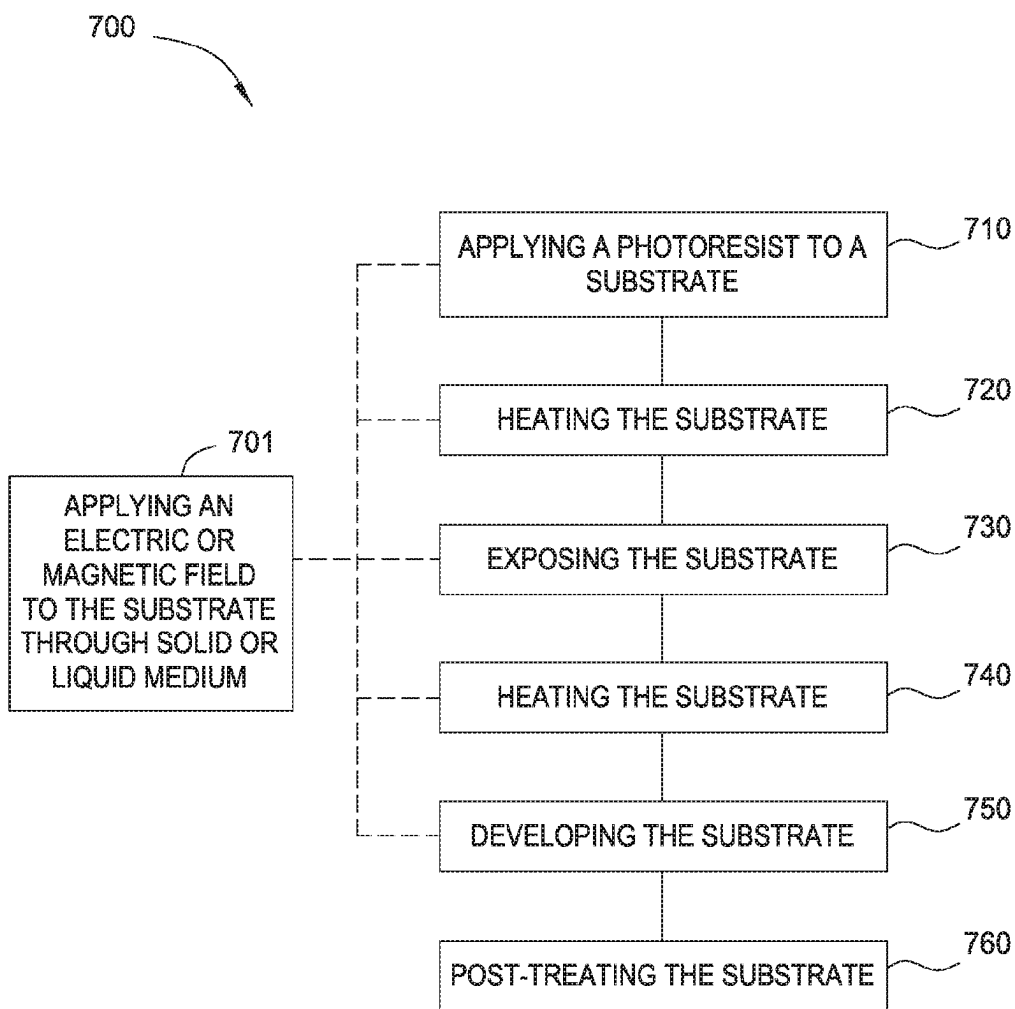 700
APPLYING A PHOTORESIST TO A
SUBSTRATE
710
HEATING THE SUBSTRATE
720
701
APPLYING AN
ELECTRIC OR
MAGNETIC FIELD
TO THE SUBSTRATE
THROUGH SOLID OR
LIQUID MEDIUM
EXPOSING THE SUBSTRATE
730
HEATING THE SUBSTRATE
740
DEVELOPING THE SUBSTRATE
750
POST-TREATING THE SUBSTRATE
760